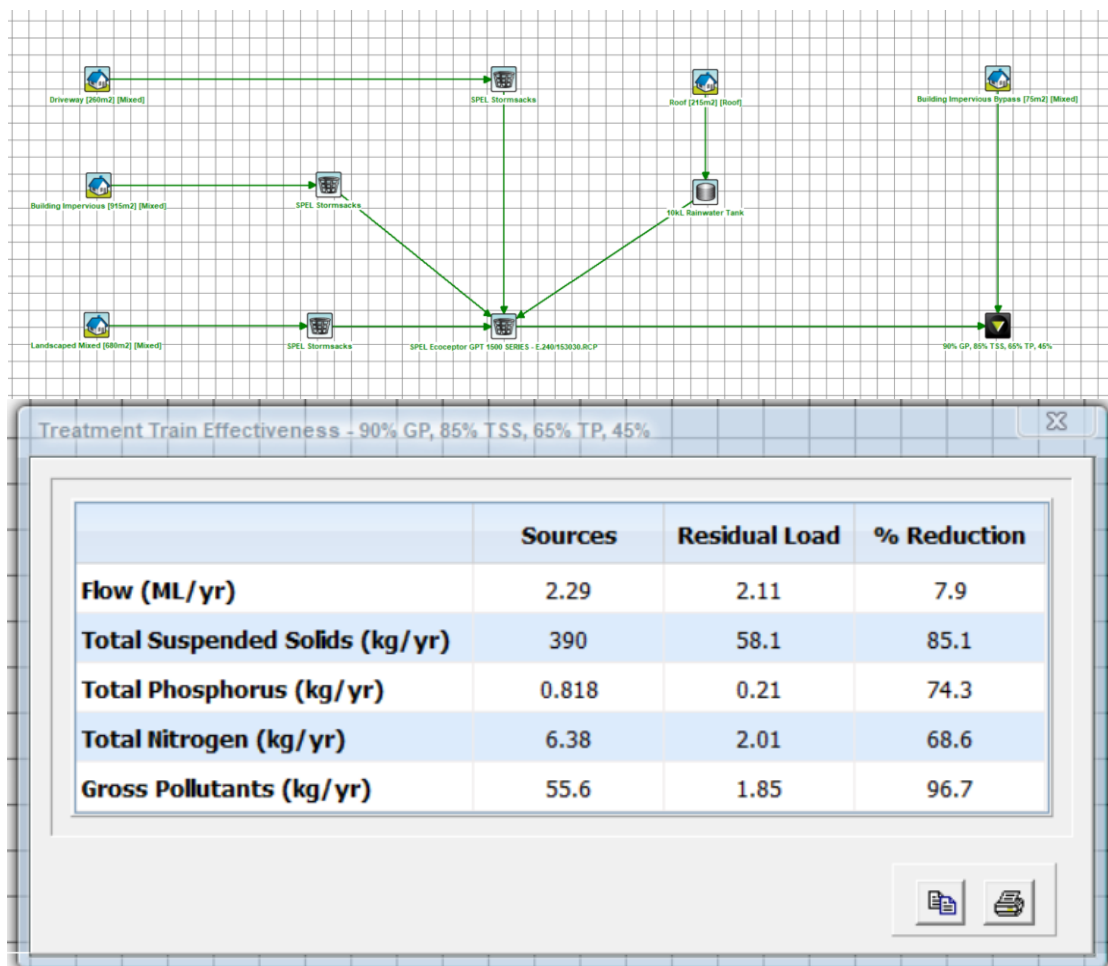 Driveway [260m2] [Mixed]
SPEL Stormsacks
Roof [215m2] [Roof]
Building Impervious Bypass [75m2] [Mixed]
Building Impervious [915m2] [Mixed]
SPEL Stormsacks
10kL Rainwater Tank
Landscaped Mixed [680m2] [Mixed]
SPEL Stormsacks
SPEL Ecoceptor GPT 1500 SERIES - E.240/153030.RCP
90% GP, 85% TSS, 65% TP, 45%
Treatment Train Effectiveness - 90% GP, 85% TSS, 65% TP, 45%
Sources Residual Load % Reduction
Flow (ML/yr) 2.29 2.11 7.9
Total Suspended Solids (kg/yr) 390 58.1 85.1
Total Phosphorus (kg/yr) 0.818 0.21 74.3
Total Nitrogen (kg/yr) 6.38 2.01 68.6
Gross Pollutants (kg/yr) 55.6 1.85 96.7